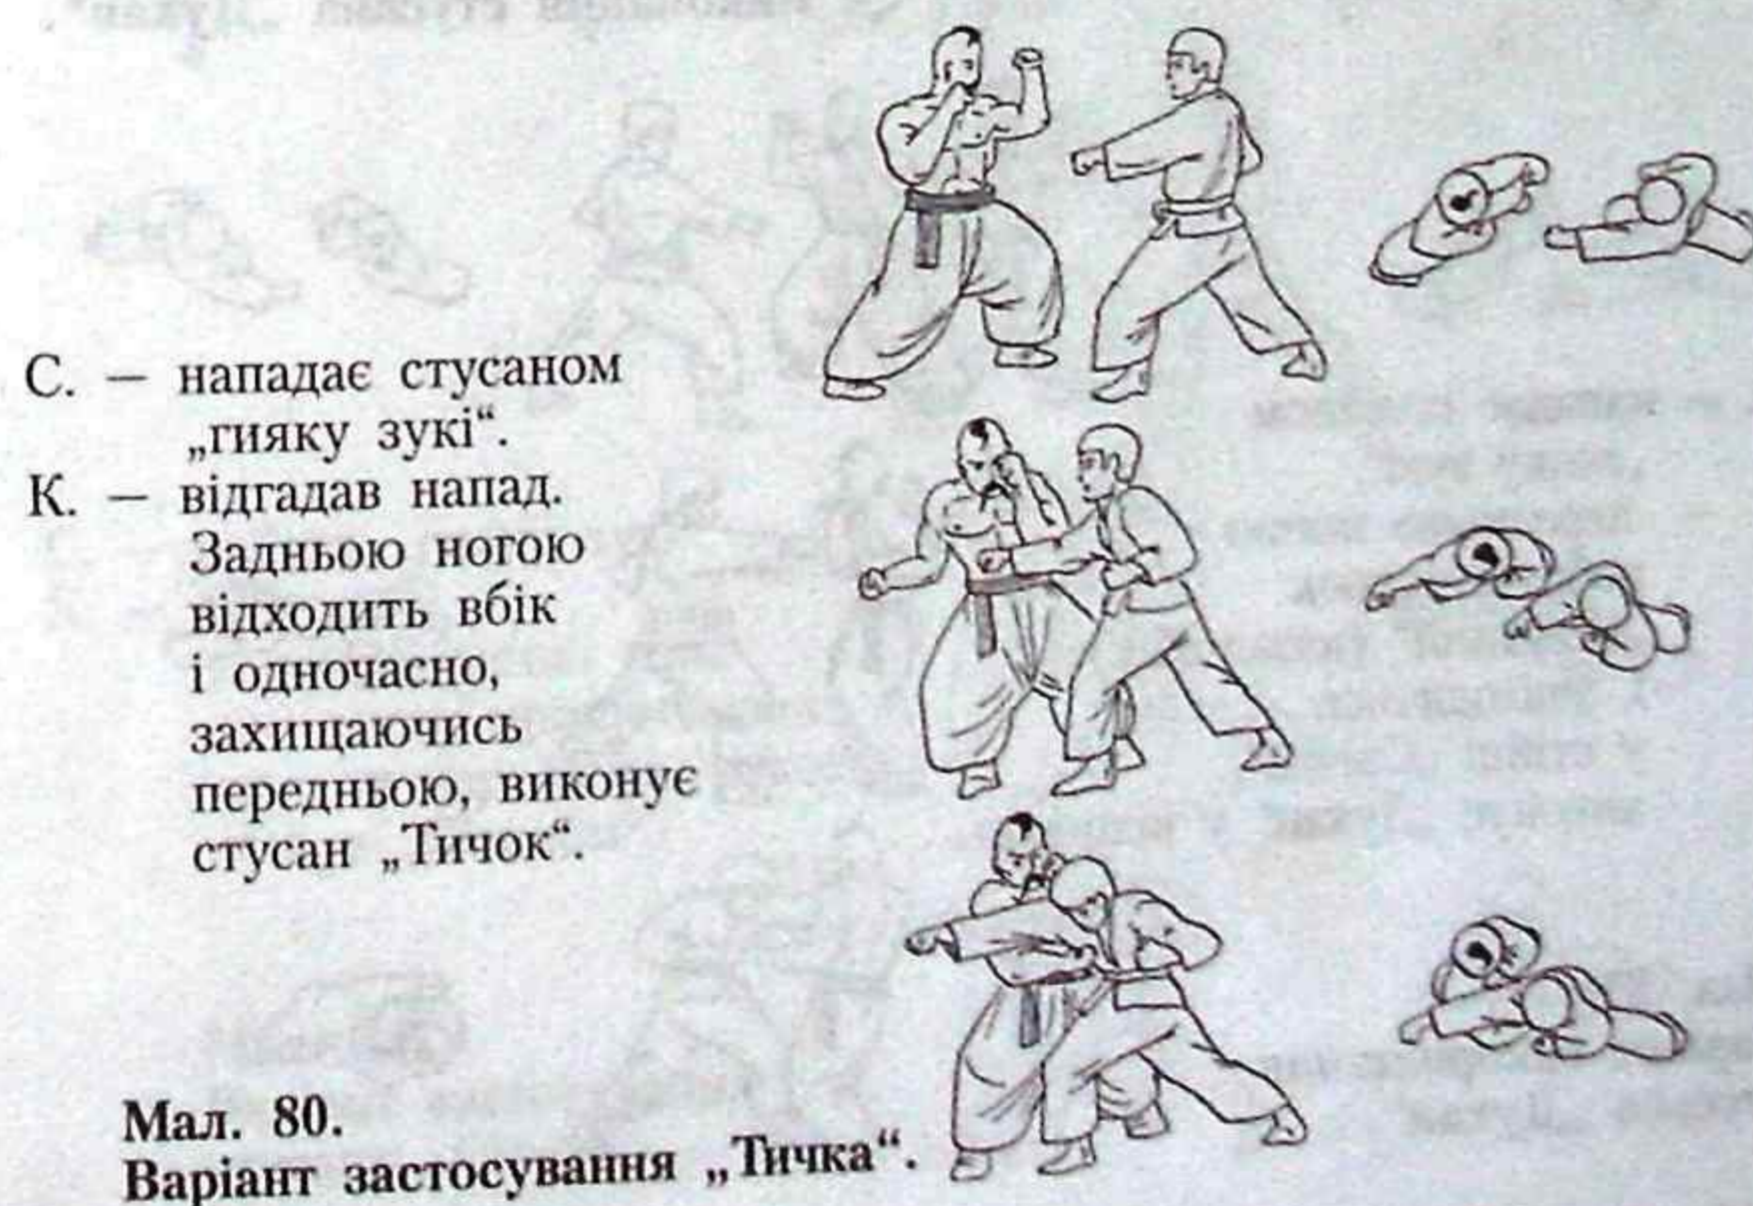 С. — нападає стусаном
„гияку зукі“.
К. — відгадав напад.
Задньою ногою
відходить вбік
і одночасно,
захищаючись
передньою, виконує
стусан „Тичок“.
Мал. 80.
Варіант застосування „Тичка“.